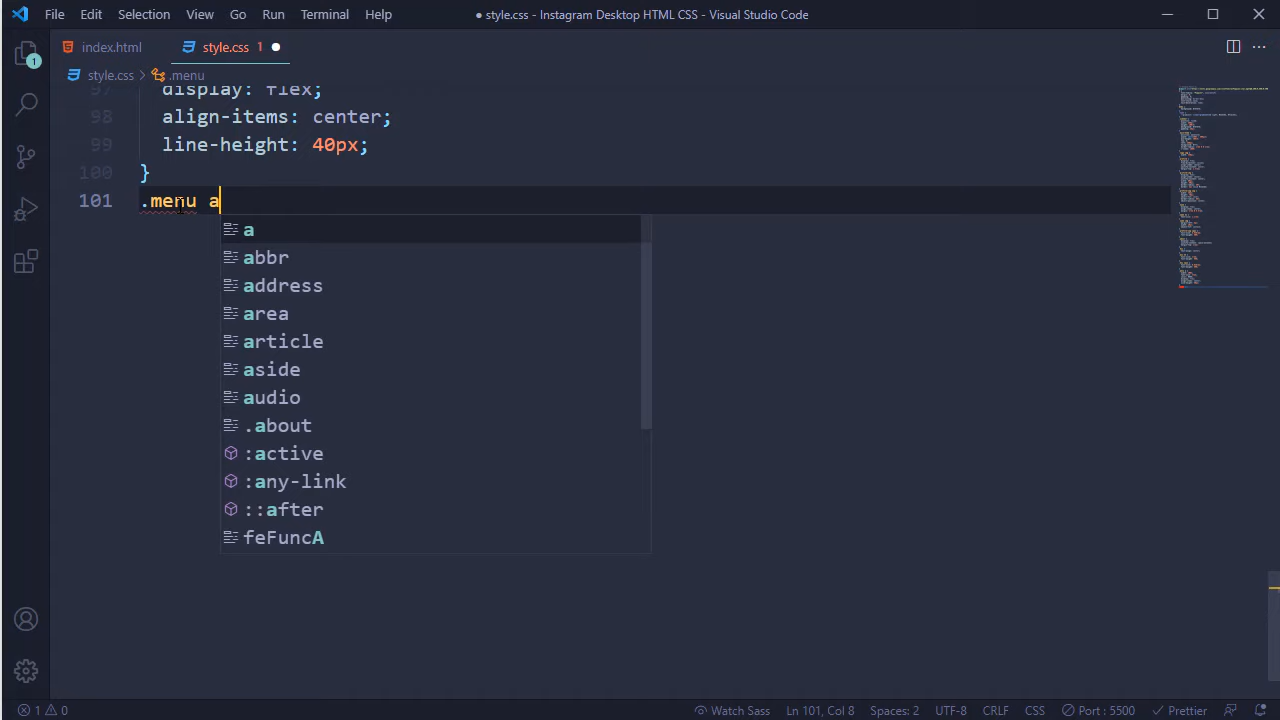 File Edit Selection View Go Run Terminal Help
● style.css - Instagram Desktop HTML CSS - Visual Studio Code
index.html style.css 1 ●
style.css > .menu
97 display: flex;
98 align-items: center;
99 line-height: 40px;
100 }
101 .menu a
a
abbr
address
area
article
aside
audio
.about
:active
:any-link
::after
feFuncA
1
1 0 Watch Sass Ln 101, Col 8 Spaces: 2 UTF-8 CRLF CSS Port : 5500 Prettier